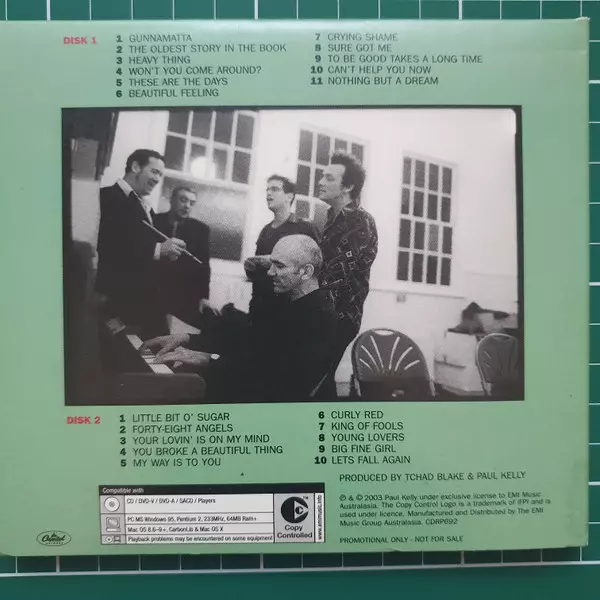 DISK 1
1 GUNNAMATTA
2 THE OLDEST STORY IN THE BOOK
3 HEAVY THING
4 WON'T YOU COME AROUND?
5 THESE ARE THE DAYS
6 BEAUTIFUL FEELING
7 CRYING SHAME
8 SURE GOT ME
9 TO BE GOOD TAKES A LONG TIME
10 CAN'T HELP YOU NOW
11 NOTHING BUT A DREAM
DISK 2
1 LITTLE BIT O' SUGAR
2 FORTY-EIGHT ANGELS
3 YOUR LOVIN' IS ON MY MIND
4 YOU BROKE A BEAUTIFUL THING
5 MY WAY IS TO YOU
6 CURLY RED
7 KING OF FOOLS
8 YOUNG LOVERS
9 BIG FINE GIRL
10 LETS FALL AGAIN
PRODUCED BY TCHAD BLAKE & PAUL KELLY
Compatible with
CD / DVD-V / DVD-A / SACD / Players
PC MS Windows 95, Pentium 2, 233MHz, 64MB Ram+
Mac OS 8.6-9+, CarbonLib & Mac OS X
Playback problems may be encountered on some equipment
Copy
Controlled
℗ & © 2003 Paul Kelly under exclusive license to EMI Music
Australasia. The Copy Control Logo is a trademark of IFPI and is
used under licence. Manufactured and Distributed by The EMI
Music Group Australasia. CDRP692
PROMOTIONAL ONLY - NOT FOR SALE
Capitol